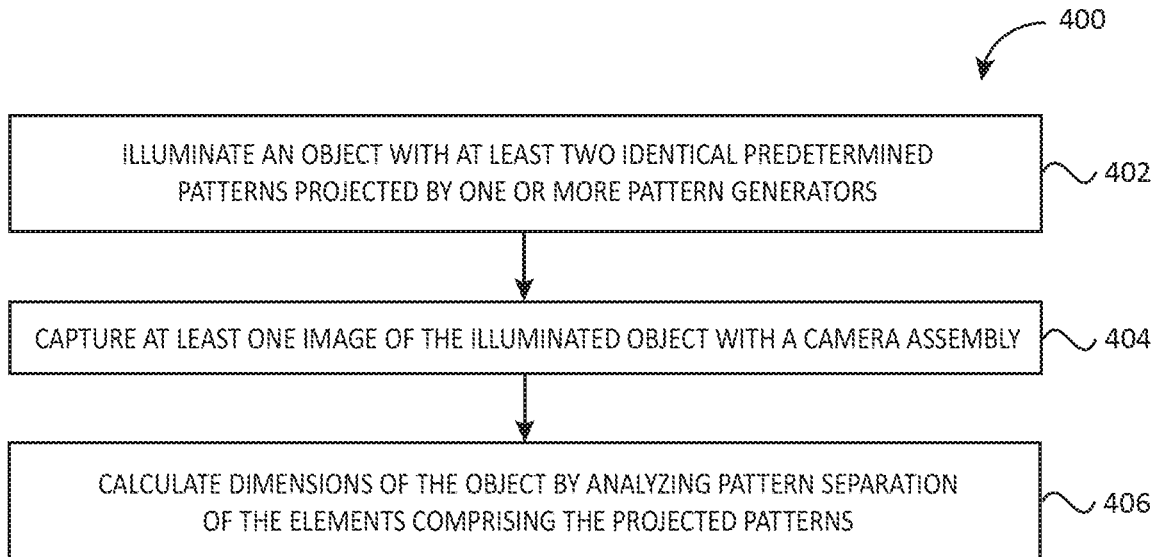 400
ILLUMINATE AN OBJECT WITH AT LEAST TWO IDENTICAL PREDETERMINED
PATTERNS PROJECTED BY ONE OR MORE PATTERN GENERATORS
402
CAPTURE AT LEAST ONE IMAGE OF THE ILLUMINATED OBJECT WITH A CAMERA ASSEMBLY
404
CALCULATE DIMENSIONS OF THE OBJECT BY ANALYZING PATTERN SEPARATION
OF THE ELEMENTS COMPRISING THE PROJECTED PATTERNS
406